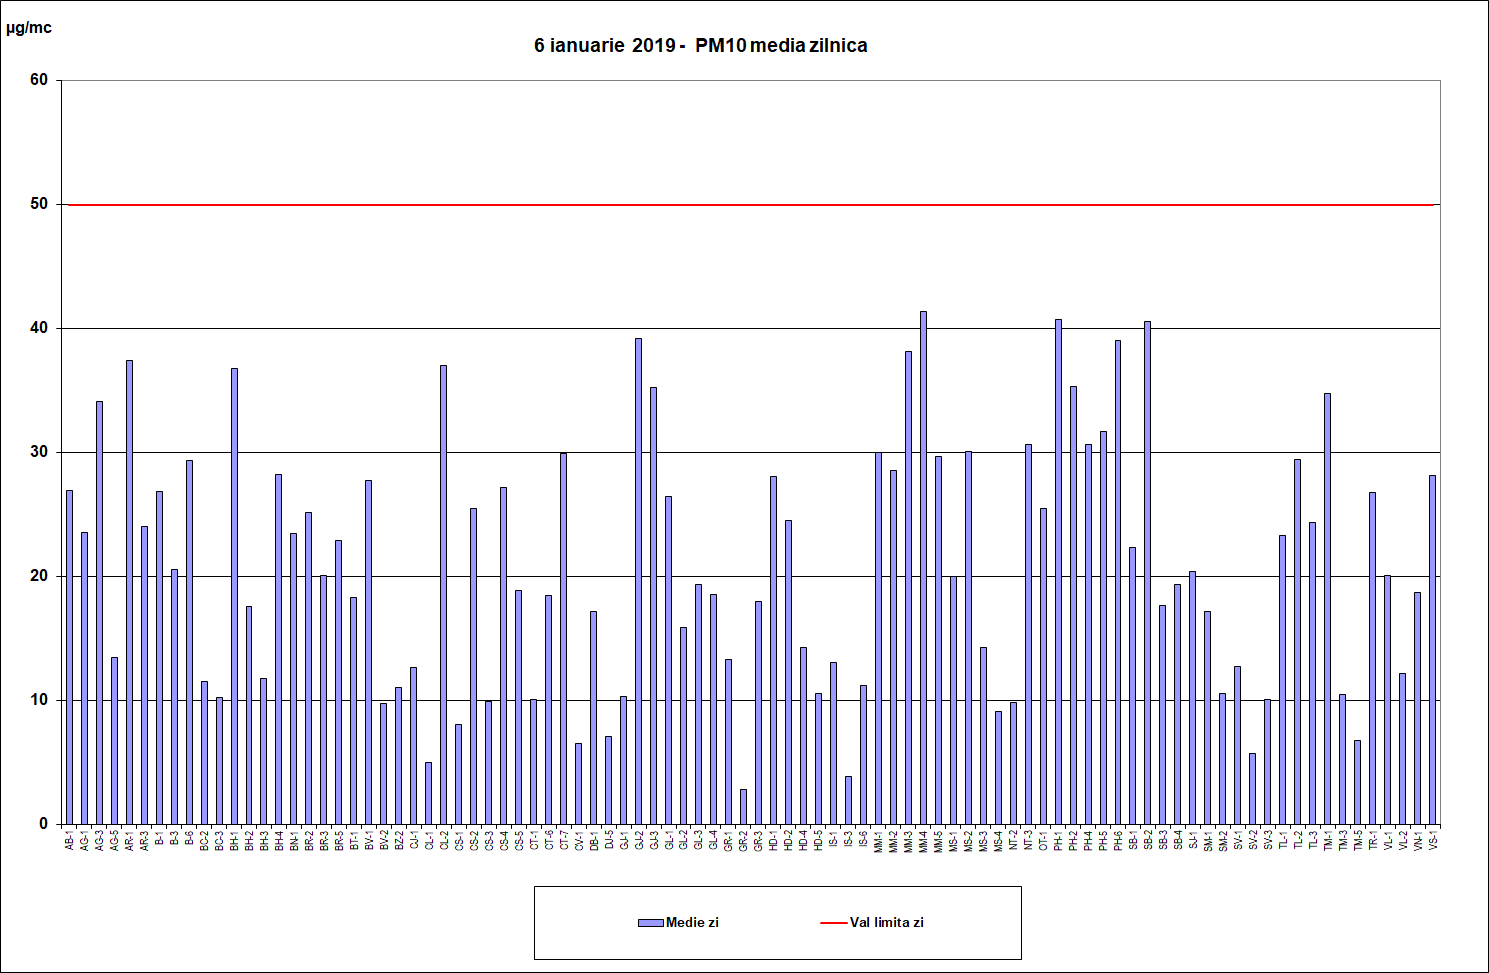 µg/mc
6 ianuarie 2019 - PM10 media zilnica
60
50
40
30
20
10
0
AB-1 AG-1 AG-3 AG-5 AR-1 AR-3 B-1 B-3 B-6 BC-2 BC-3 BH-1 BH-2 BH-3 BH-4 BN-1 BR-2 BR-3 BR-5 BT-1 BV-1 BV-2 BZ-2 CJ-1 CL-1 CL-2 CS-1 CS-2 CS-3 CS-4 CS-5 CT-1 CT-6 CT-7 CV-1 DB-1 DJ-5 GJ-1 GJ-2 GJ-3 GL-1 GL-2 GL-3 GL-4 GR-1 GR-2 GR-3 HD-1 HD-2 HD-4 HD-5 IS-1 IS-3 IS-6 MM-1 MM-2 MM-3 MM-4 MM-5 MS-1 MS-2 MS-3 MS-4 NT-2 NT-3 OT-1 PH-1 PH-2 PH-4 PH-5 PH-6 SB-1 SB-2 SB-3 SB-4 SJ-1 SM-1 SM-2 SV-1 SV-2 SV-3 TL-1 TL-2 TL-3 TM-1 TM-3 TM-5 TR-1 VL-1 VL-2 VN-1 VS-1
Medie zi Val limita zi